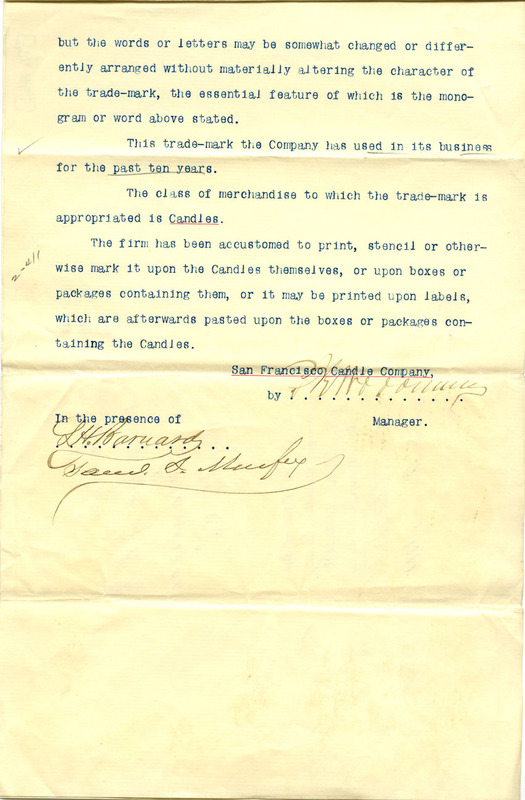 but the words or letters may be somewhat changed or differ-
ently arranged without materially altering the character of
the trade-mark, the essential feature of which is the mono-
gram or word above stated.
This trade-mark the Company has used in its business
for the past ten years.
The class of merchandise to which the trade-mark is
appropriated is Candles.
The firm has been accustomed to print, stencil or other-
wise mark it upon the Candles themselves, or upon boxes or
packages containing them, or it may be printed upon labels,
which are afterwards pasted upon the boxes or packages con-
taining the Candles.
San Francisco Candle Company,
by
In the presence of Manager.
Barnard
Saml.